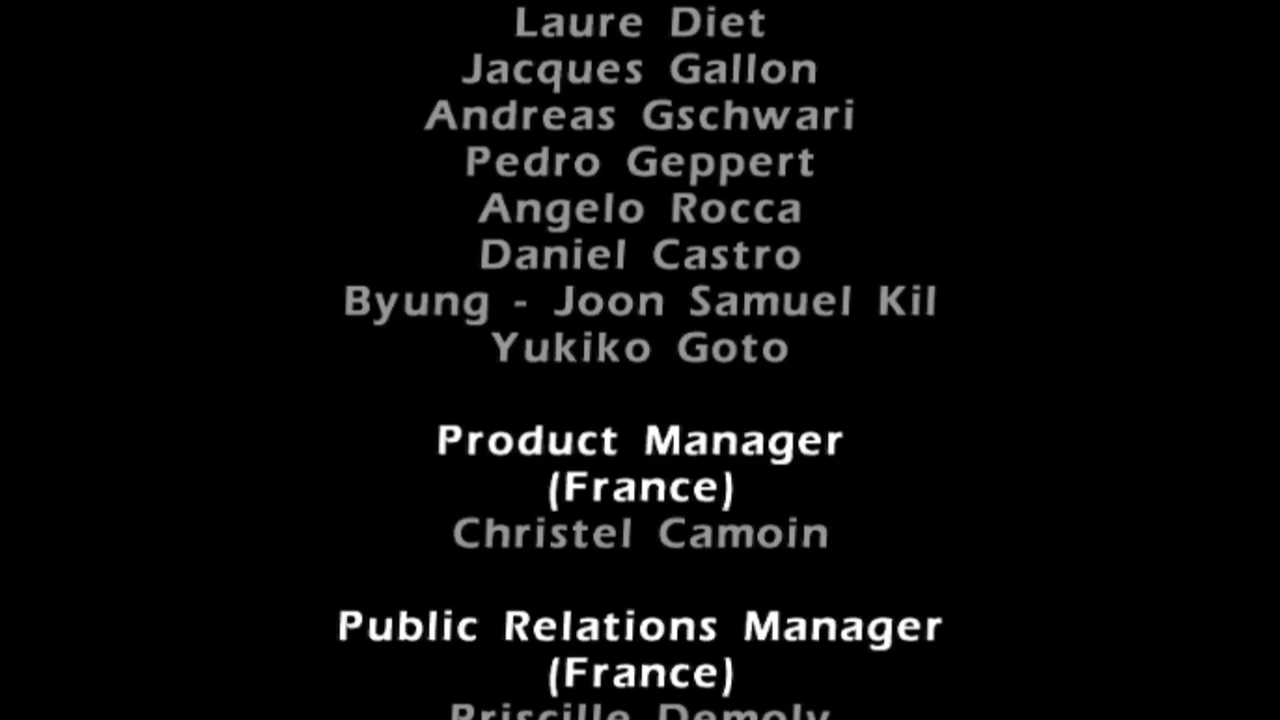 Laure Diet
Jacques Gallon
Andreas Gschwari
Pedro Geppert
Angelo Rocca
Daniel Castro
Byung - Joon Samuel Kil
Yukiko Goto
Product Manager
(France)
Christel Camoin
Public Relations Manager
(France)
Priscille Demoly